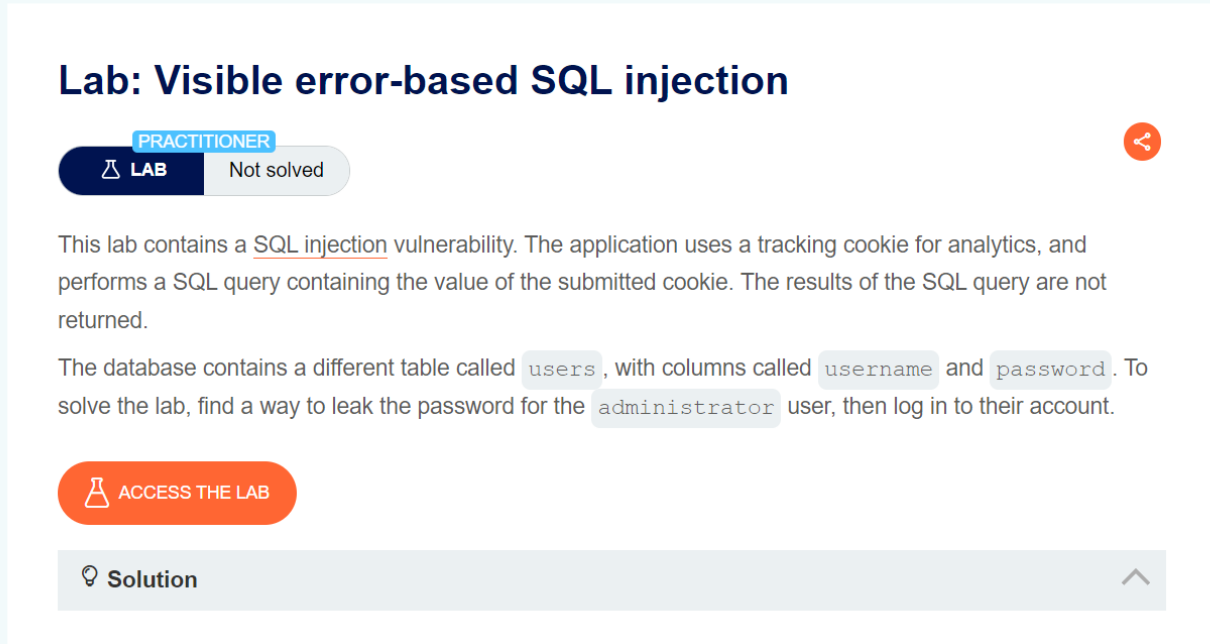 Lab: Visible error-based SQL injection
PRACTITIONER
LAB Not solved
This lab contains a SQL injection vulnerability. The application uses a tracking cookie for analytics, and
performs a SQL query containing the value of the submitted cookie. The results of the SQL query are not
returned.
The database contains a different table called users, with columns called username and password. To
solve the lab, find a way to leak the password for the administrator user, then log in to their account.
ACCESS THE LAB
Solution